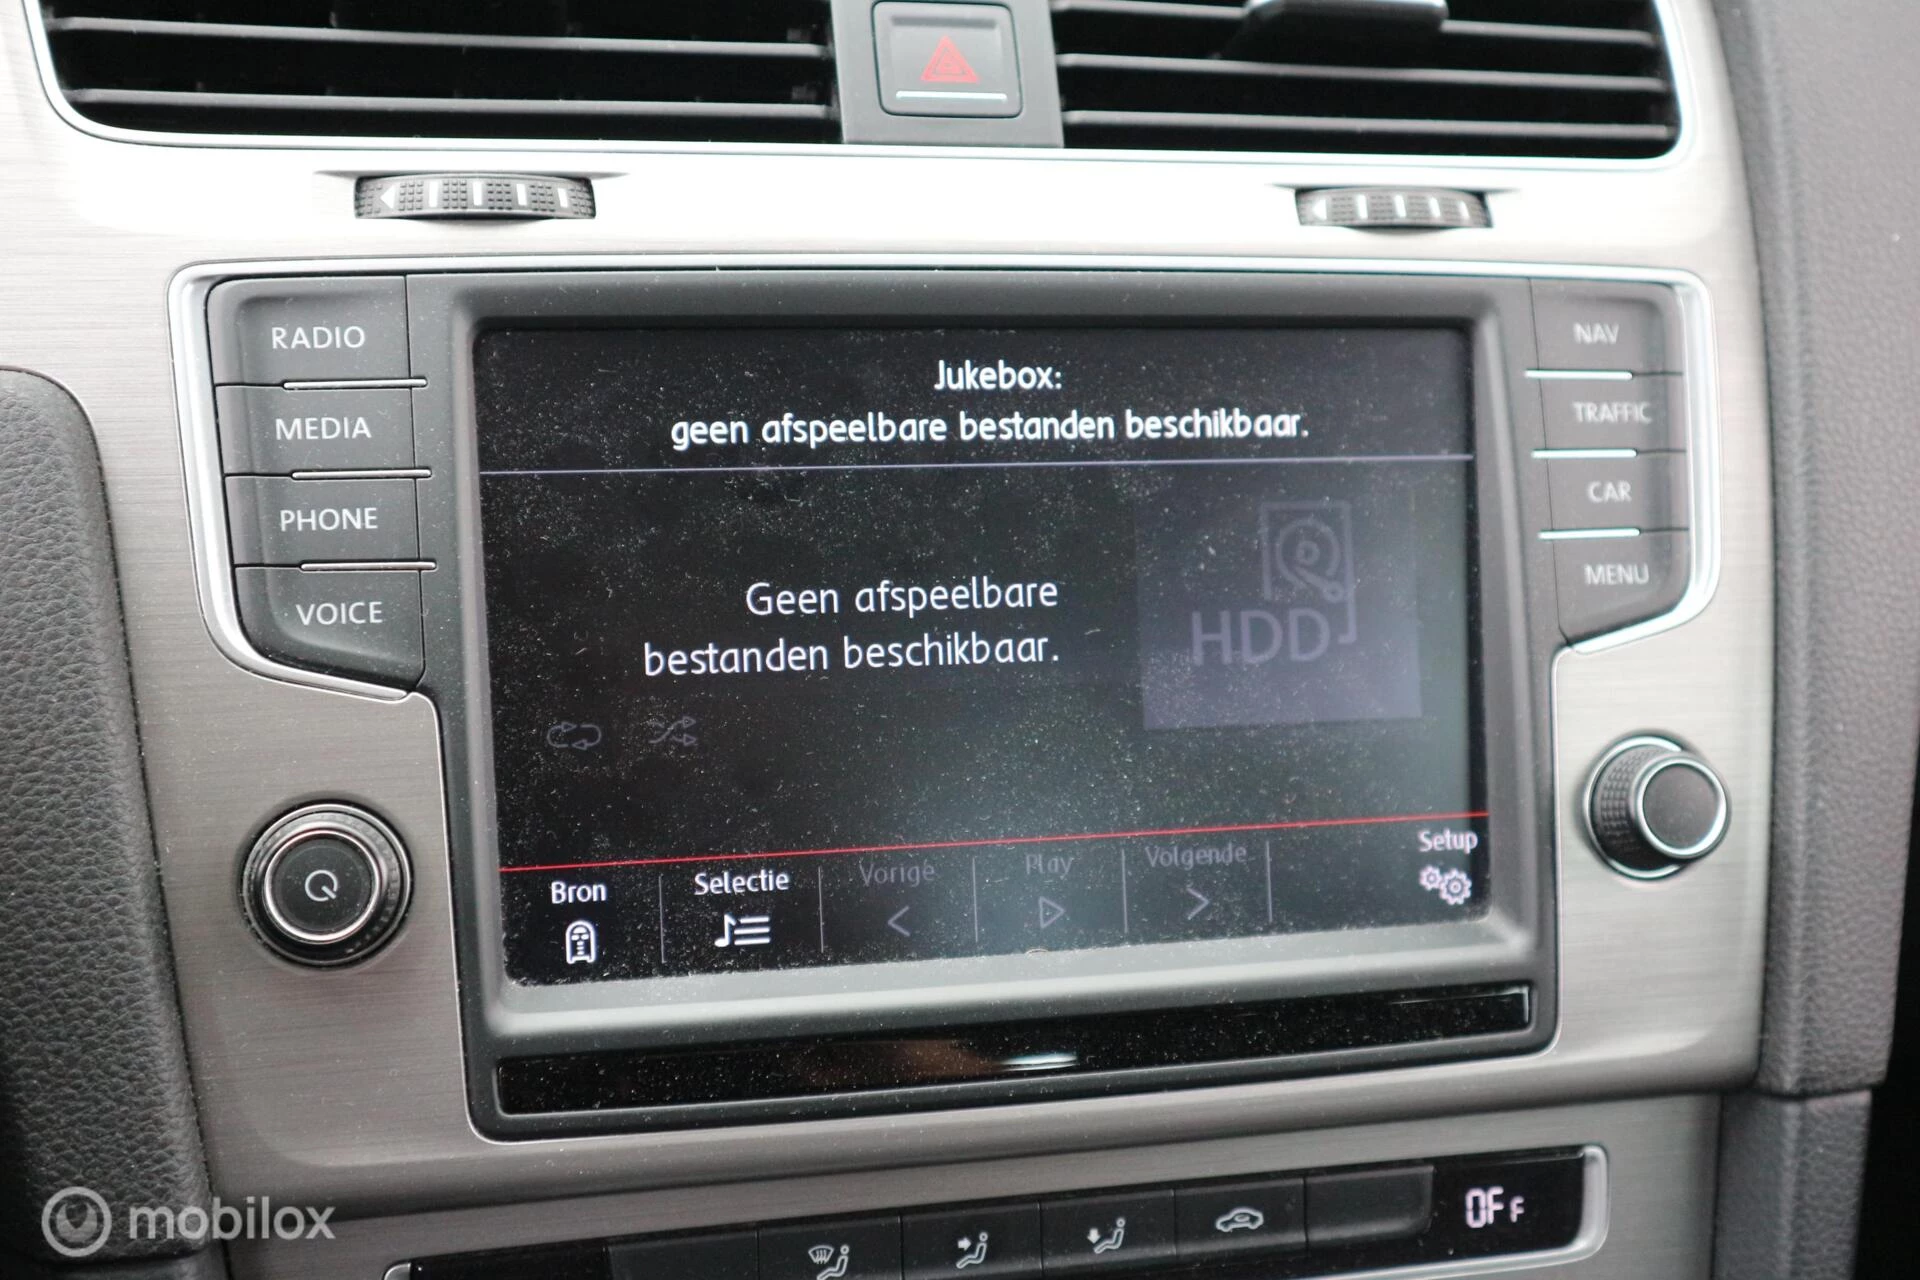 RADIO
MEDIA
PHONE
VOICE
Jukebox:
geen afspeelbare bestanden beschikbaar.
Geen afspeelbare
bestanden beschikbaar.
HDD
Bron
Selectie
Vorige
Play
Volgende
Setup
NAV
TRAFFIC
CAR
MENU
OFF
mobilox